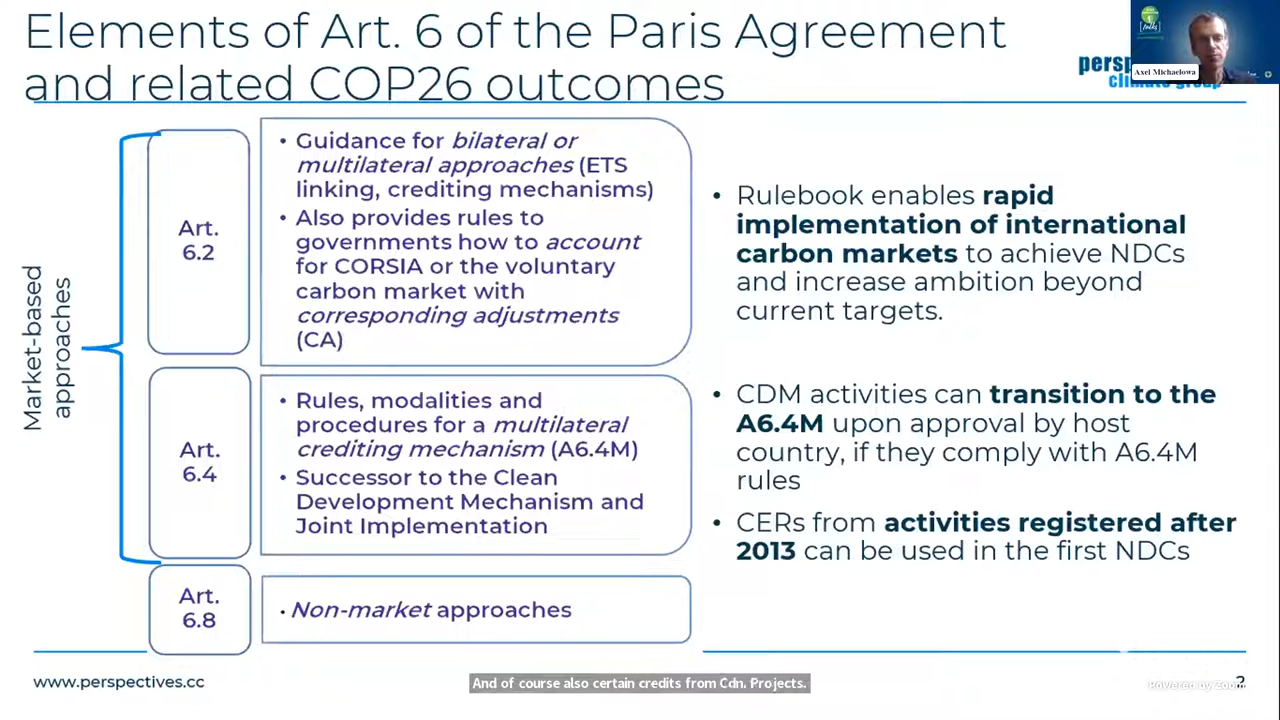 Elements of Art. 6 of the Paris Agreement
and related COP26 outcomes
Axel Michaelowa
Market-based
approaches
Art.
6.2
• Guidance for bilateral or
multilateral approaches (ETS
linking, crediting mechanisms)
• Also provides rules to
governments how to account
for CORSIA or the voluntary
carbon market with
corresponding adjustments
(CA)
Art.
6.4
• Rules, modalities and
procedures for a multilateral
crediting mechanism (A6.4M)
• Successor to the Clean
Development Mechanism and
Joint Implementation
Art.
6.8
• Non-market approaches
• Rulebook enables rapid
implementation of international
carbon markets to achieve NDCs
and increase ambition beyond
current targets.
• CDM activities can transition to the
A6.4M upon approval by host
country, if they comply with A6.4M
rules
• CERs from activities registered after
2013 can be used in the first NDCs
www.perspectives.cc
And of course also certain credits from Cdn. Projects.
Powered by Zoom